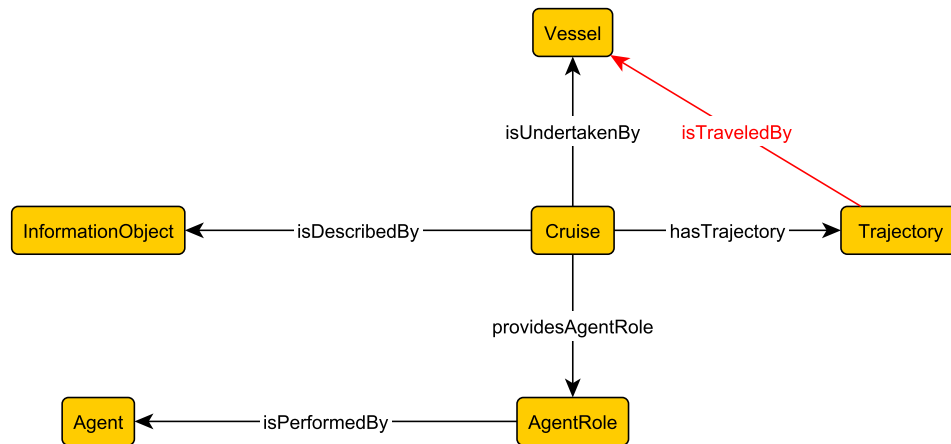 Vessel
isUndertakenBy
isTraveledBy
InformationObject
isDescribedBy
Cruise
hasTrajectory
Trajectory
providesAgentRole
Agent
isPerformedBy
AgentRole